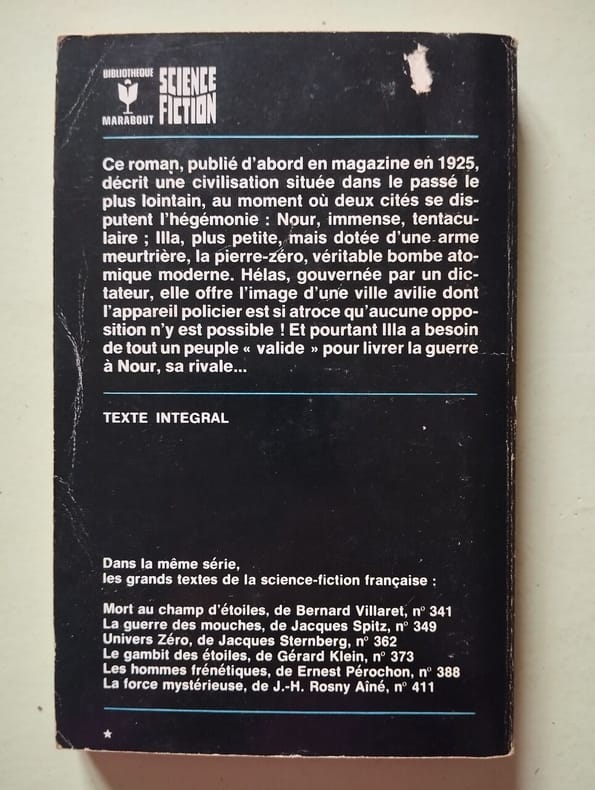 BIBLIOTHEQUE
MARABOUT
SCIENCE
FICTION
Ce roman, publié d'abord en magazine en 1925,
décrit une civilisation située dans le passé le
plus lointain, au moment où deux cités se dis-
putent l'hégémonie : Nour, immense, tentacu-
laire ; Illa, plus petite, mais dotée d'une arme
meurtrière, la pierre-zéro, véritable bombe ato-
mique moderne. Hélas, gouvernée par un dic-
tateur, elle offre l'image d'une ville avilie dont
l'appareil policier est si atroce qu'aucune oppo-
sition n'y est possible ! Et pourtant Illa a besoin
de tout un peuple « valide » pour livrer la guerre
à Nour, sa rivale...
TEXTE INTEGRAL
Dans la même série,
les grands textes de la science-fiction française :
Mort au champ d'étoiles, de Bernard Villaret, n° 341
La guerre des mouches, de Jacques Spitz, n° 349
Univers Zéro, de Jacques Sternberg, n° 362
Le gambit des étoiles, de Gérard Klein, n° 373
Les hommes frénétiques, de Ernest Pérochon, n° 388
La force mystérieuse, de J.-H. Rosny Aîné, n° 411